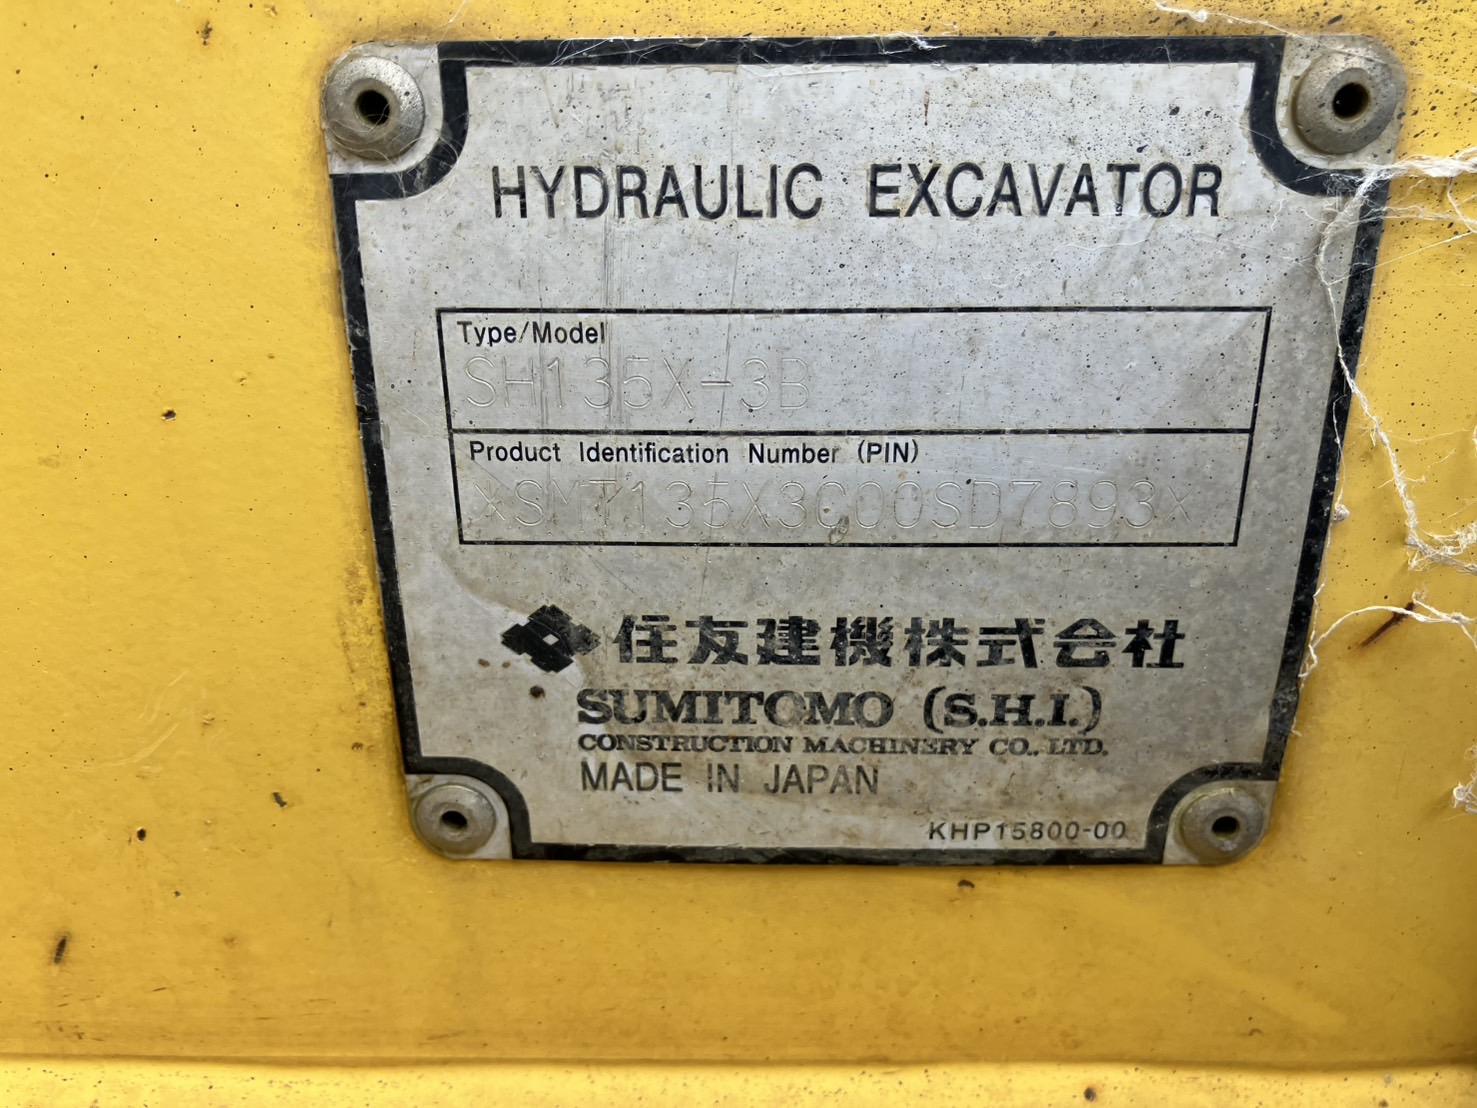 HYDRAULIC EXCAVATOR
Type/Model
SH135X-3B
Product Identification Number (PIN)
*SMT135X3C00SD7893*
住友建機株式会社
SUMITOMO (S.H.I.)
CONSTRUCTION MACHINERY CO., LTD.
MADE IN JAPAN
KHP15800-00